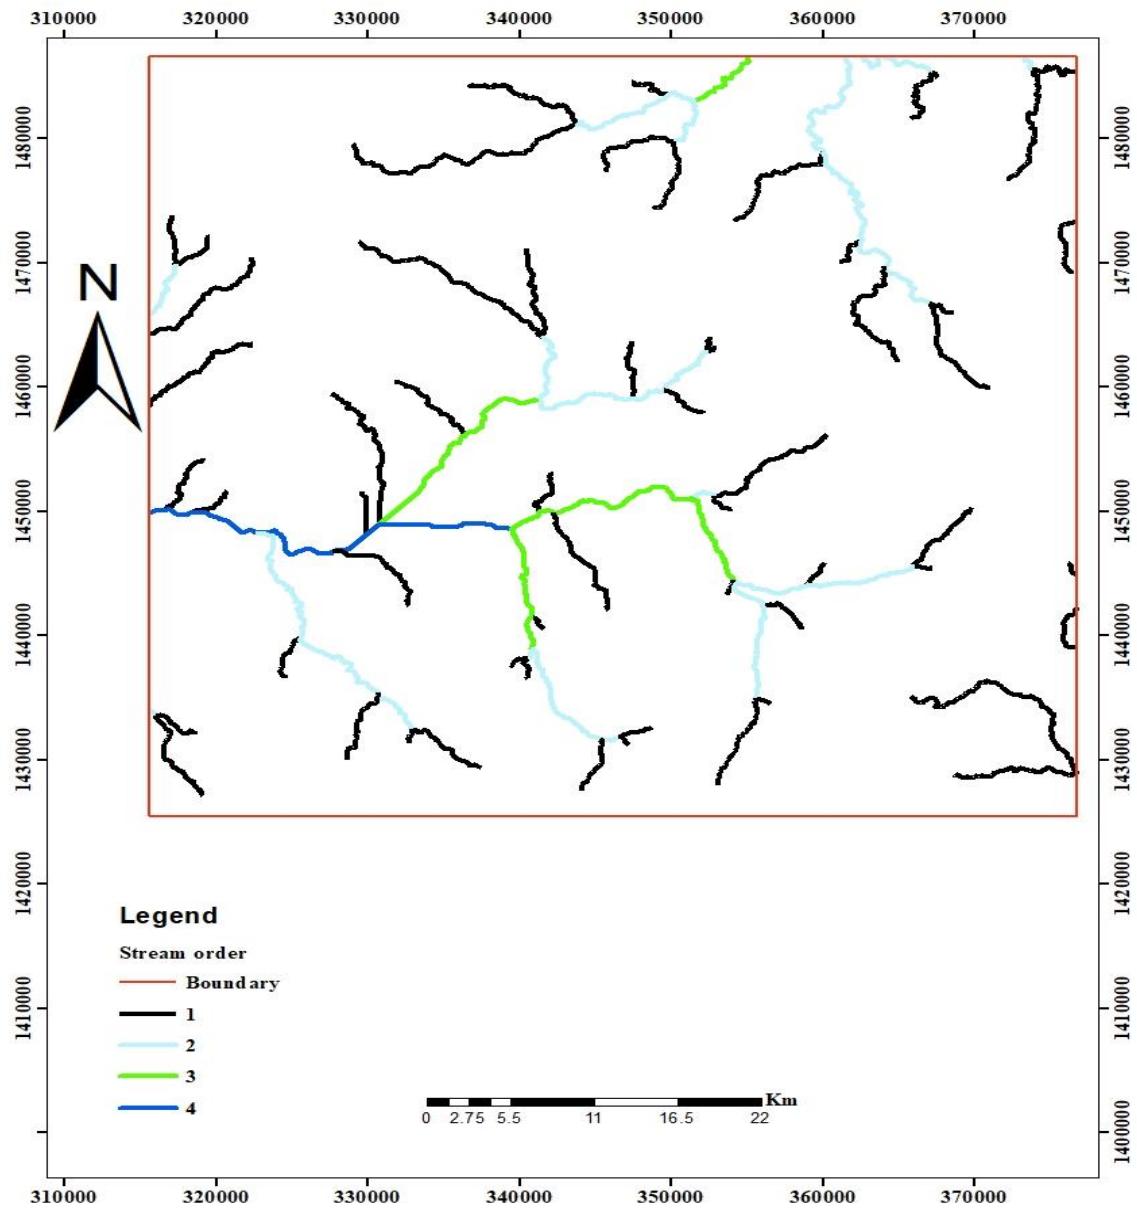 310000 320000 330000 340000 350000 360000 370000
1480000 1480000
1470000 1470000
N
1460000 1460000
1450000 1450000
1440000 1440000
1430000 1430000
1420000 1420000
Legend
Stream order
Boundary
1410000 1410000
1
2
3
4
Km
0 2.75 5.5 11 16.5 22
1400000
310000 320000 330000 340000 350000 360000 370000